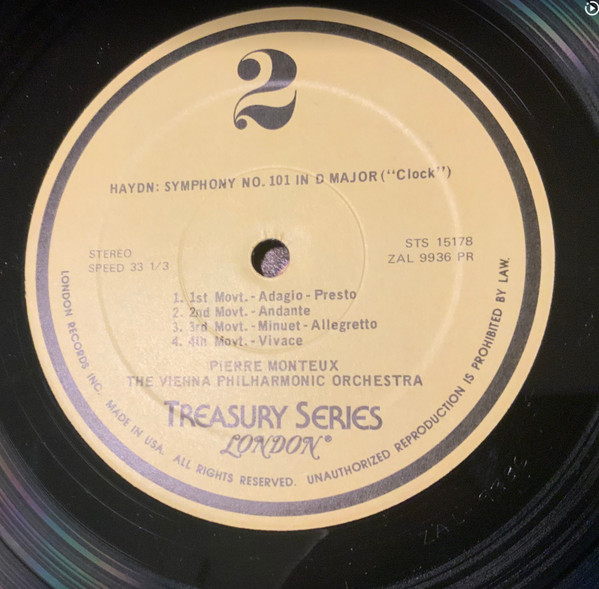 2
HAYDN: SYMPHONY NO. 101 IN D MAJOR ("Clock")
STEREO
SPEED 33 1/3
STS 15178
ZAL 9936 PR
1. 1st Movt. - Adagio - Presto
2. 2nd Movt. - Andante
3. 3rd Movt. - Minuet - Allegretto
4. 4th Movt. - Vivace
PIERRE MONTEUX
THE VIENNA PHILHARMONIC ORCHESTRA
TREASURY SERIES
LONDON®
LONDON RECORDS INC. MADE IN USA. ALL RIGHTS RESERVED. UNAUTHORIZED REPRODUCTION IS PROHIBITED BY LAW.
ZAL 9936